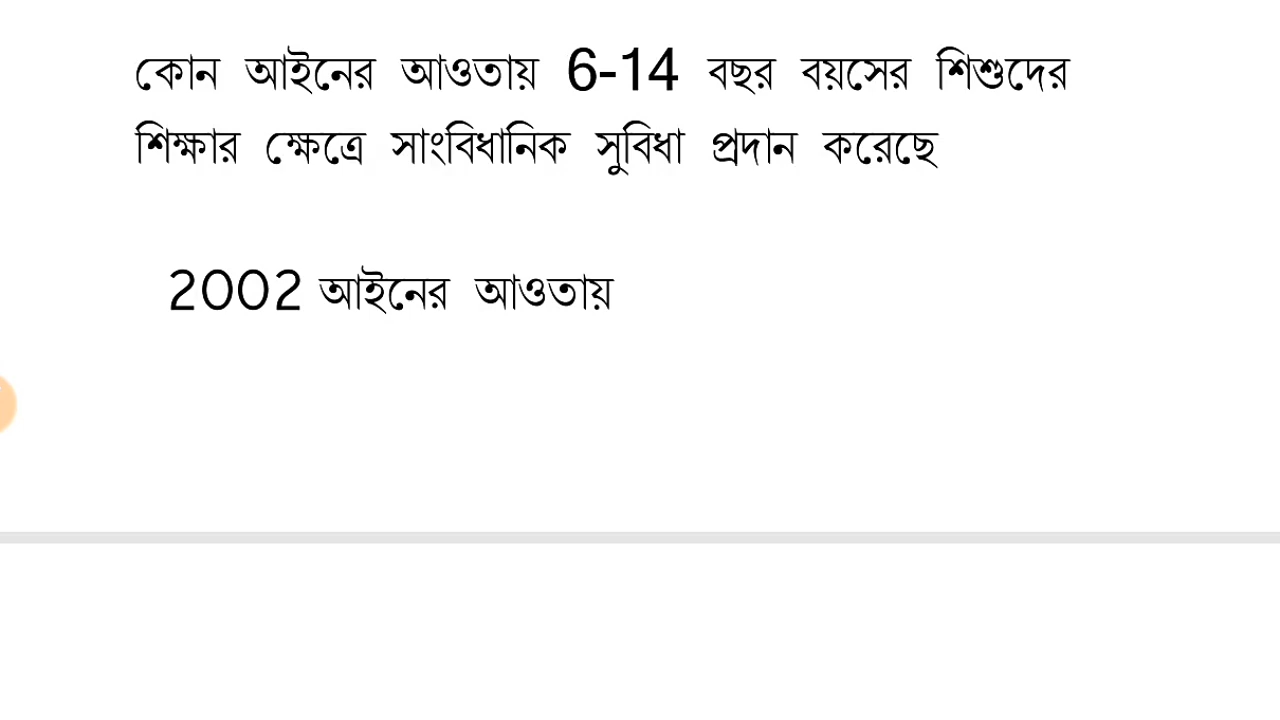 কোন আইনের আওতায় 6-14 বছর বয়সের শিশুদের
শিক্ষার ক্ষেত্রে সাংবিধানিক সুবিধা প্রদান করেছে
2002 আইনের আওতায়